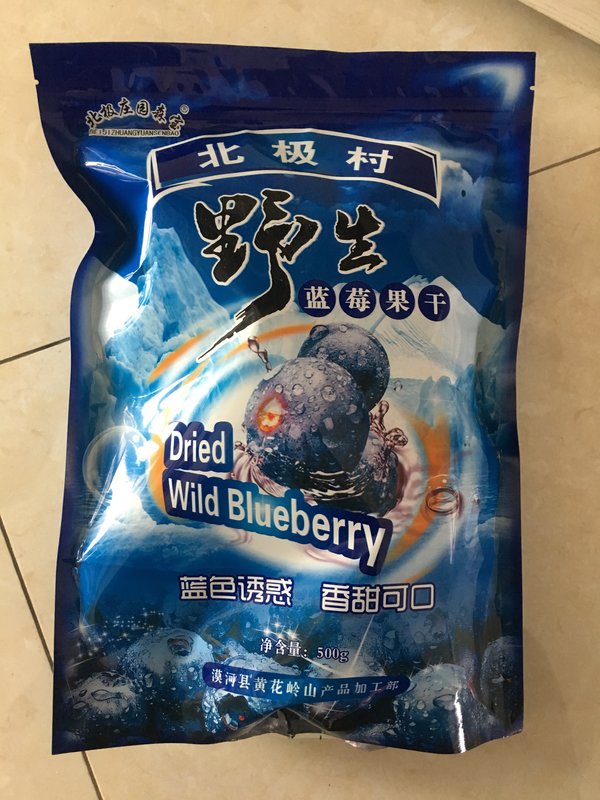 北极庄园森宝®
BEIJIZHUANGYUANSENBAO
北极村
野生
蓝莓果干
Dried
Wild Blueberry
蓝色诱惑 香甜可口
净含量：500g
漠河县黄花岭山产品加工部